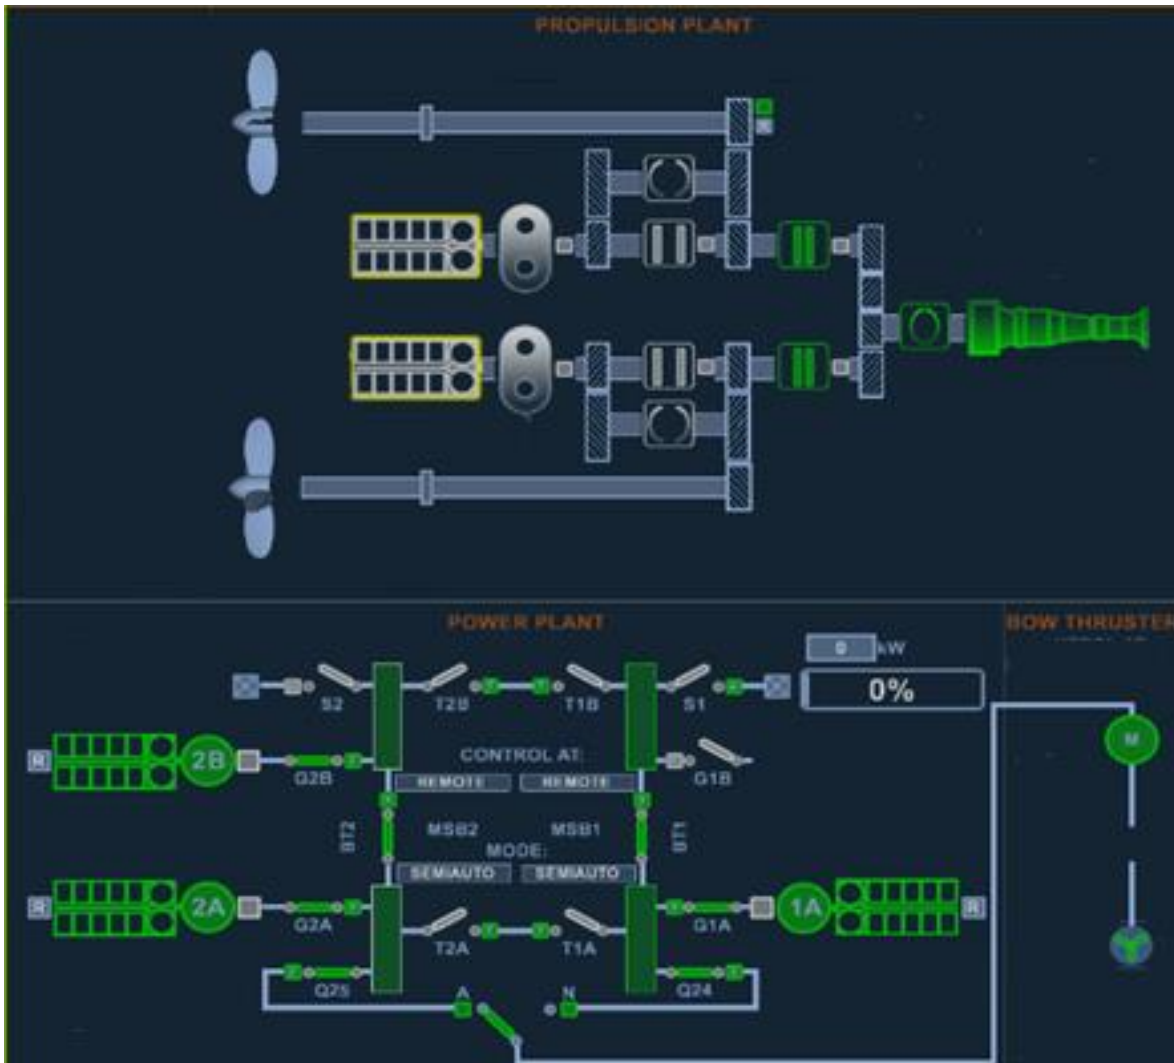 PROPULSION PLANT
POWER PLANT
BOW THRUSTER
0 kW
0%
S2
T2B
T1B
S1
2B
G2B
CONTROL AT:
REMOTE REMOTE
G1B
BT2
MSB2
MSB1
BT1
MODE:
SEMIAUTO SEMIAUTO
M
R
R 2A
G2A
G1A
1A R
T2A
T1A
Q25
A
N
Q24